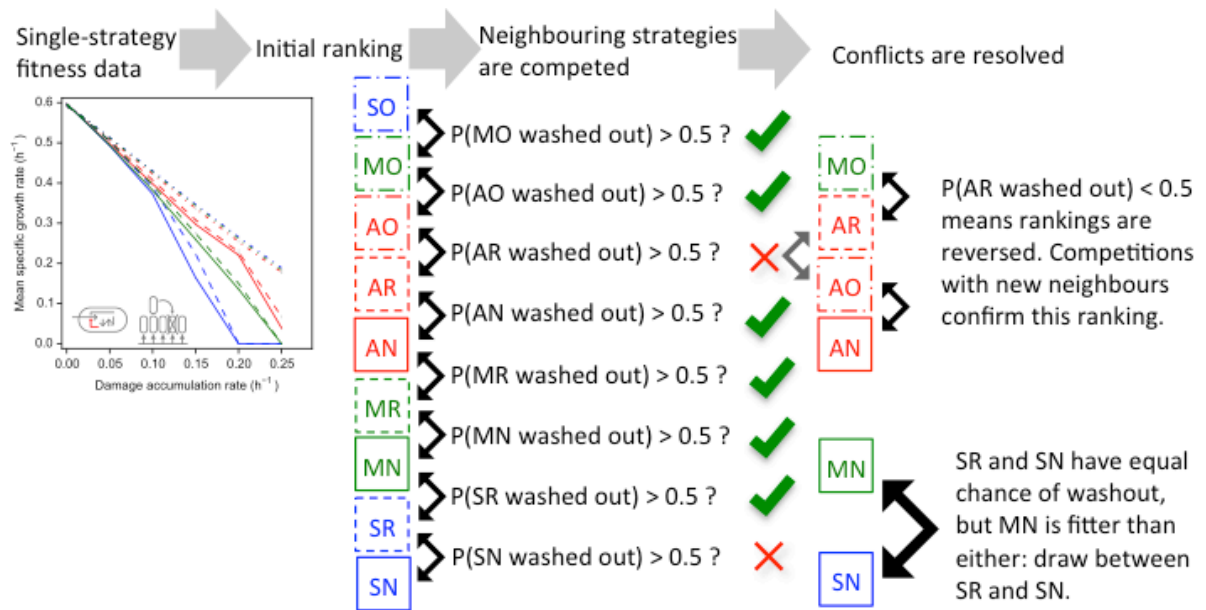 Single-strategy
fitness data
Initial ranking
Neighbouring strategies
are competed
Conflicts are resolved
Mean specific growth rate (h⁻¹)
0.6
0.5
0.4
0.3
0.2
0.1
0.0
0.00 0.05 0.10 0.15 0.20 0.25
Damage accumulation rate (h⁻¹)
SO
MO
AO
AR
AN
MR
MN
SR
SN
P(MO washed out) > 0.5 ?
P(AO washed out) > 0.5 ?
P(AR washed out) > 0.5 ?
P(AN washed out) > 0.5 ?
P(MR washed out) > 0.5 ?
P(MN washed out) > 0.5 ?
P(SR washed out) > 0.5 ?
P(SN washed out) > 0.5 ?
MO
AR
AO
AN
MN
SN
P(AR washed out) < 0.5
means rankings are
reversed. Competitions
with new neighbours
confirm this ranking.
SR and SN have equal
chance of washout,
but MN is fitter than
either: draw between
SR and SN.